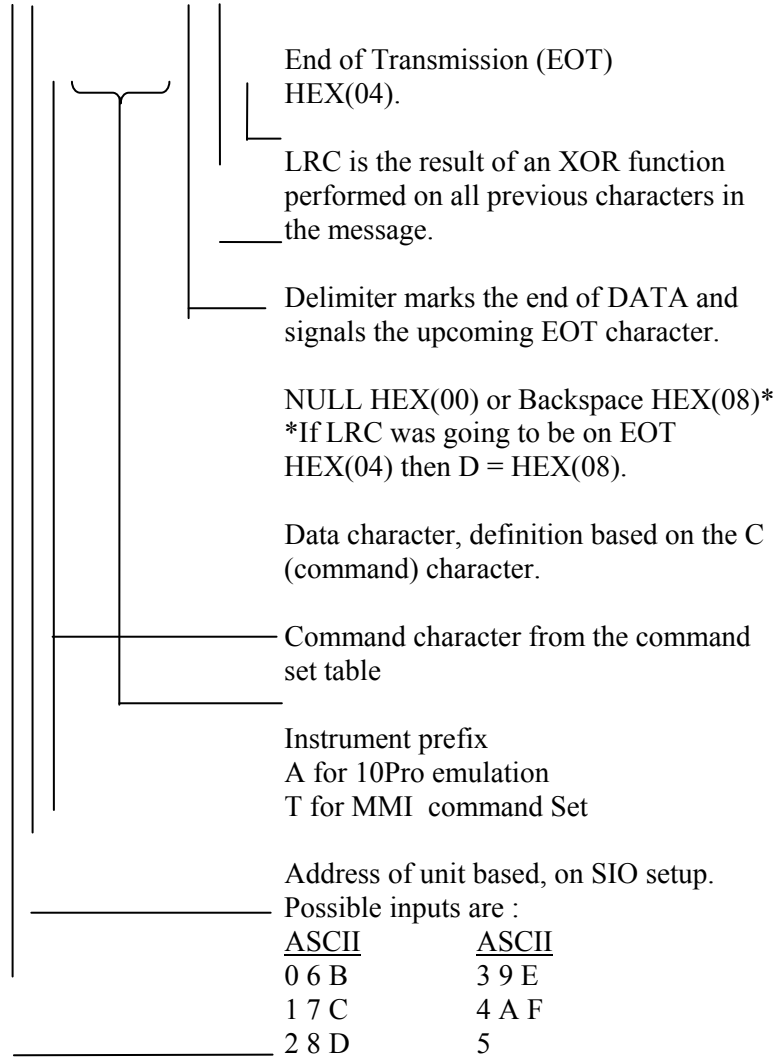 End of Transmission (EOT)
HEX(04).
LRC is the result of an XOR function
performed on all previous characters in
the message.
Delimiter marks the end of DATA and
signals the upcoming EOT character.
NULL HEX(00) or Backspace HEX(08)*
*If LRC was going to be on EOT
HEX(04) then D = HEX(08).
Data character, definition based on the C
(command) character.
Command character from the command
set table
Instrument prefix
A for 10Pro emulation
T for MMI command Set
Address of unit based, on SIO setup.
Possible inputs are :
ASCII ASCII
0 6 B 3 9 E
1 7 C 4 A F
2 8 D 5